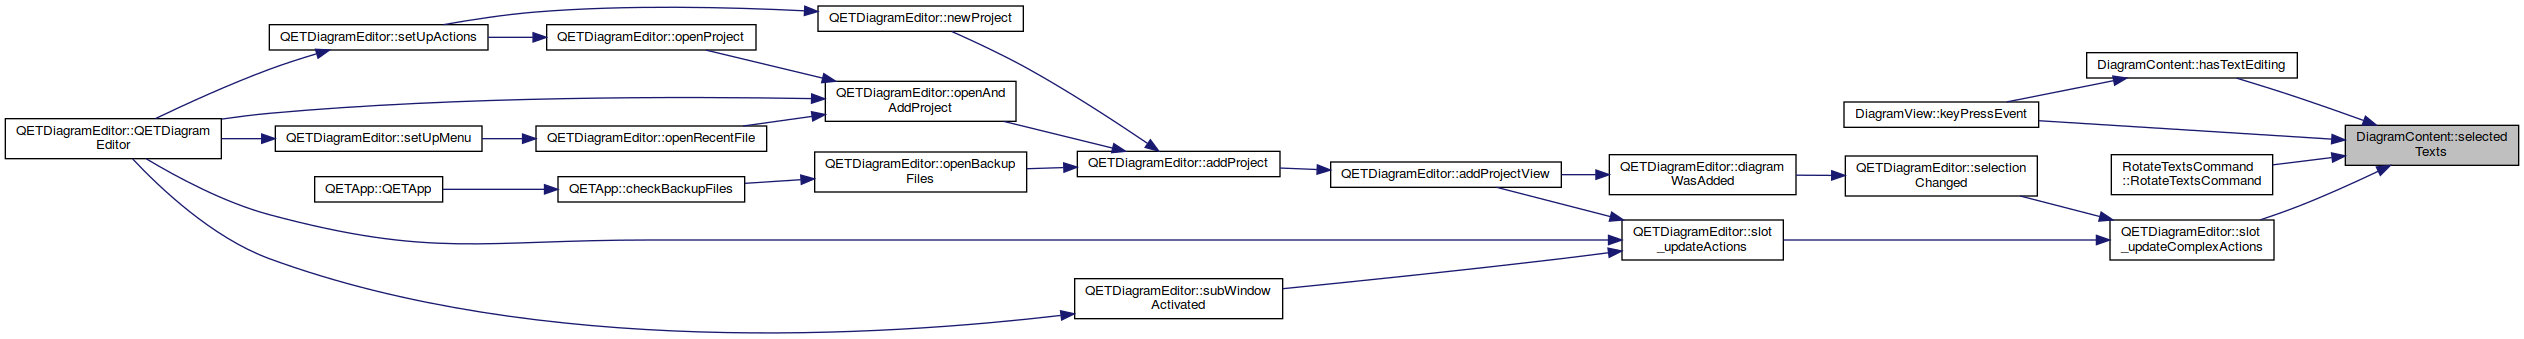 QETDiagramEditor::QETDiagram
Editor
QETDiagramEditor::setUpActions
QETDiagramEditor::setUpMenu
QETApp::QETApp
QETDiagramEditor::openProject
QETDiagramEditor::openRecentFile
QETApp::checkBackupFiles
QETDiagramEditor::newProject
QETDiagramEditor::openAnd
AddProject
QETDiagramEditor::openBackup
Files
QETDiagramEditor::addProject
QETDiagramEditor::subWindow
Activated
QETDiagramEditor::addProjectView
QETDiagramEditor::slot
_updateActions
QETDiagramEditor::diagram
WasAdded
QETDiagramEditor::selection
Changed
DiagramView::keyPressEvent
DiagramContent::hasTextEditing
RotateTextsCommand
::RotateTextsCommand
QETDiagramEditor::slot
_updateComplexActions
DiagramContent::selected
Texts